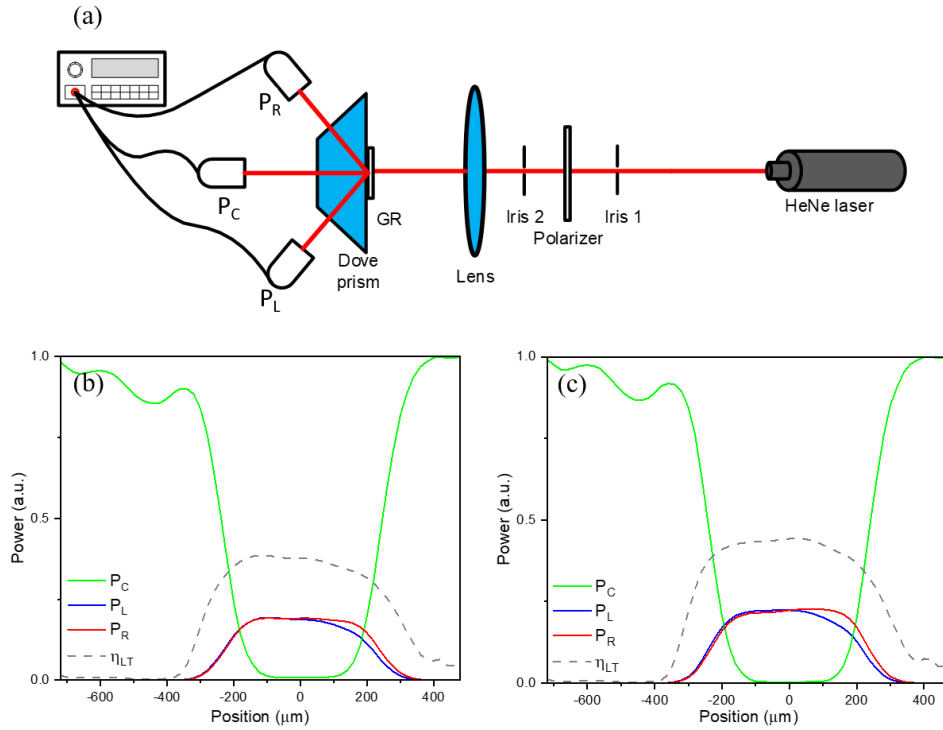 (a)
P_R
P_C
P_L
GR
Dove
prism
Lens
Iris 2
Polarizer
Iris 1
HeNe laser
(b)
1.0
0.5
0.0
Power (a.u.)
P_C
P_L
P_R
η_LT
-600 -400 -200 0 200 400
Position (μm)
(c)
1.0
0.5
0.0
Power (a.u.)
P_C
P_L
P_R
η_LT
-600 -400 -200 0 200 400
Position (μm)